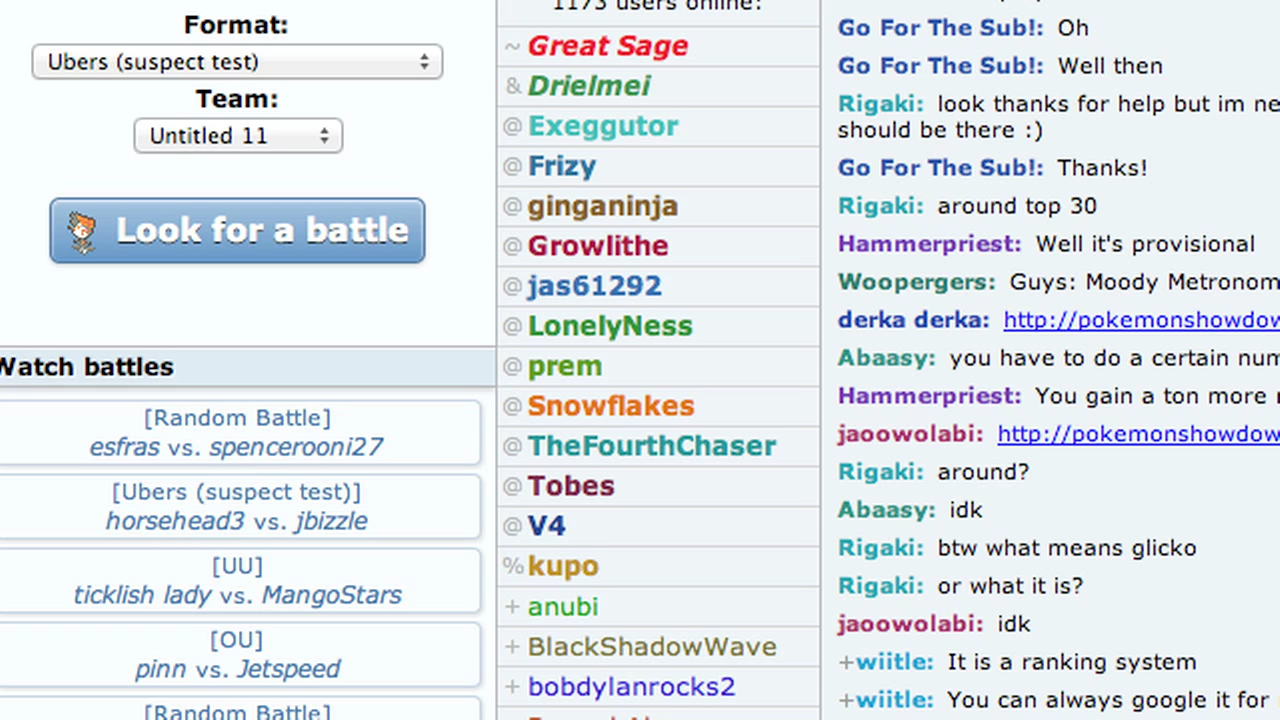 Format:
Ubers (suspect test)
Team:
Untitled 11
Look for a battle
Watch battles
[Random Battle]
esfras vs. spencerooni27
[Ubers (suspect test)]
horsehead3 vs. jbizzle
[UU]
ticklish lady vs. MangoStars
[OU]
pinn vs. Jetspeed
[Random Battle]
1173 users online:
~ Great Sage
& Drielmei
@ Exeggutor
@ Frizy
@ ginganinja
@ Growlithe
@ jas61292
@ LonelyNess
@ prem
@ Snowflakes
@ TheFourthChaser
@ Tobes
@ V4
% kupo
+ anubi
+ BlackShadowWave
+ bobdylanrocks2
Go For The Sub!: Oh
Go For The Sub!: Well then
Rigaki: look thanks for help but im ne
should be there :)
Go For The Sub!: Thanks!
Rigaki: around top 30
Hammerpriest: Well it's provisional
Woopergers: Guys: Moody Metronom
derka derka: http://pokemonshowdow
Abaasy: you have to do a certain num
Hammerpriest: You gain a ton more
jaoowolabi: http://pokemonshowdow
Rigaki: around?
Abaasy: idk
Rigaki: btw what means glicko
Rigaki: or what it is?
jaoowolabi: idk
+wiitle: It is a ranking system
+wiitle: You can always google it for